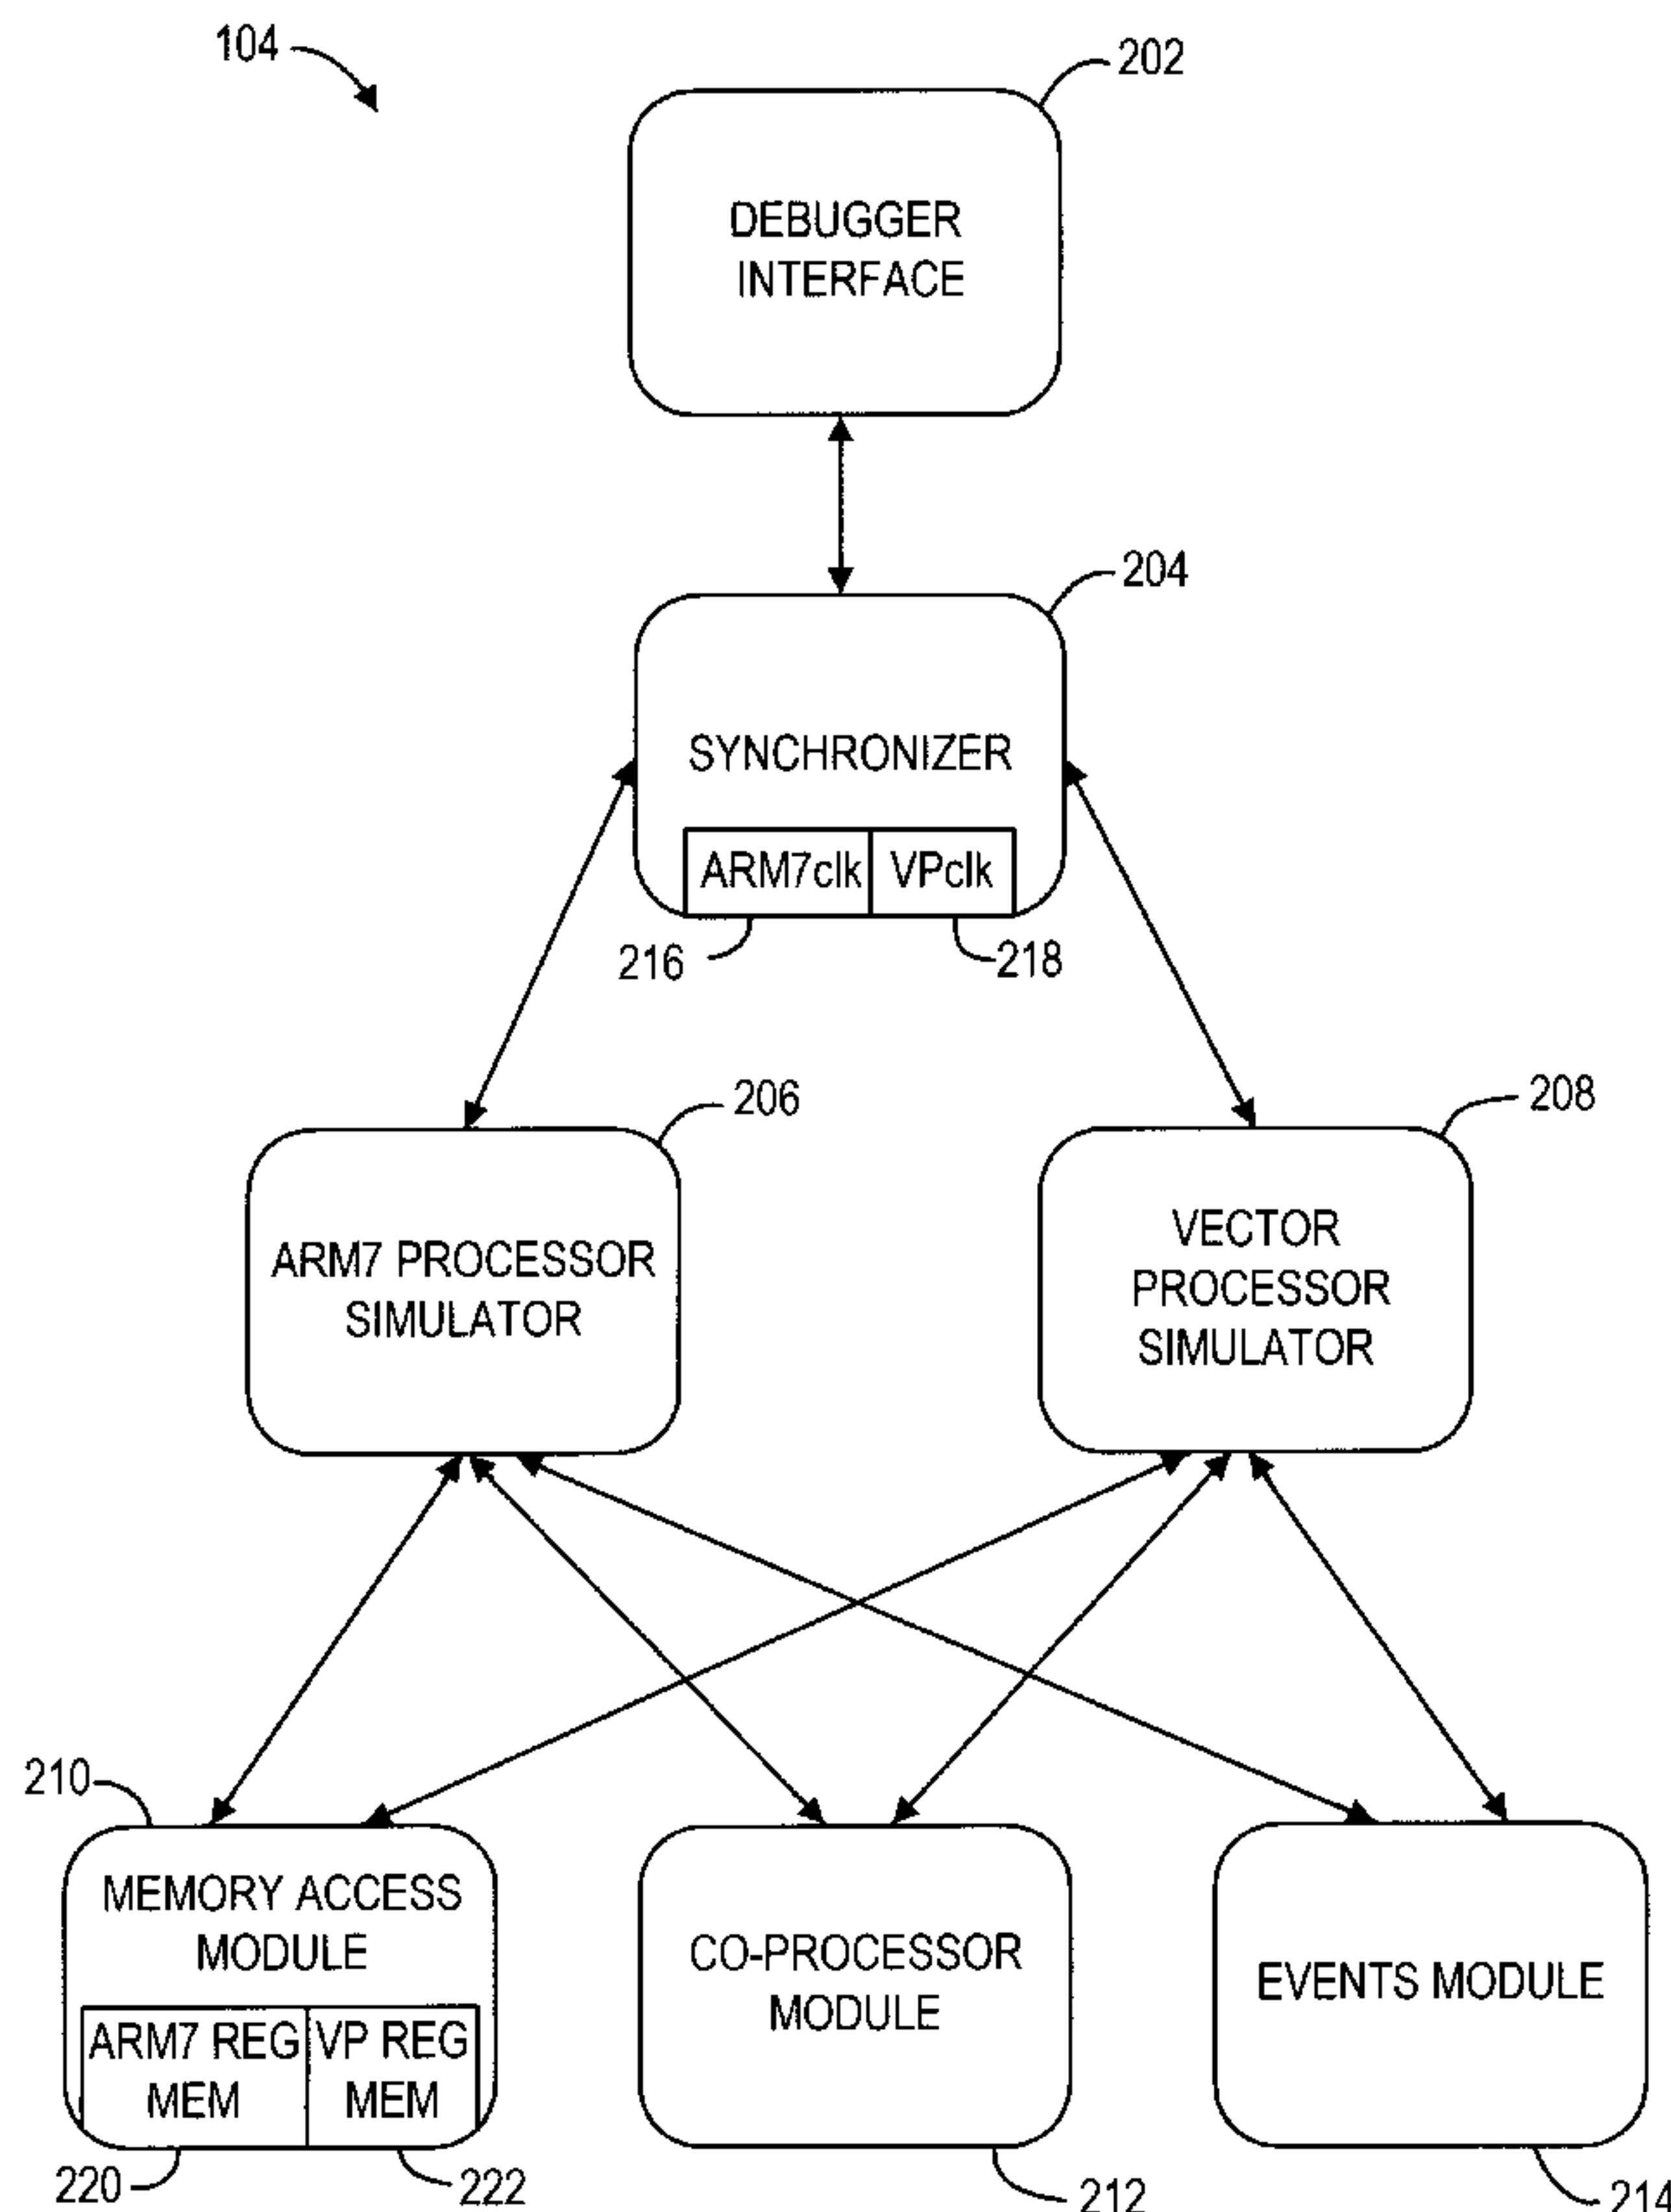 104
202
DEBUGGER
INTERFACE
204
SYNCHRONIZER
ARM7clk VPclk
216 218
206 208
ARM7 PROCESSOR
SIMULATOR
VECTOR
PROCESSOR
SIMULATOR
210
MEMORY ACCESS
MODULE
ARM7 REG
MEM
VP REG
MEM
CO-PROCESSOR
MODULE
EVENTS MODULE
220 222 212 214